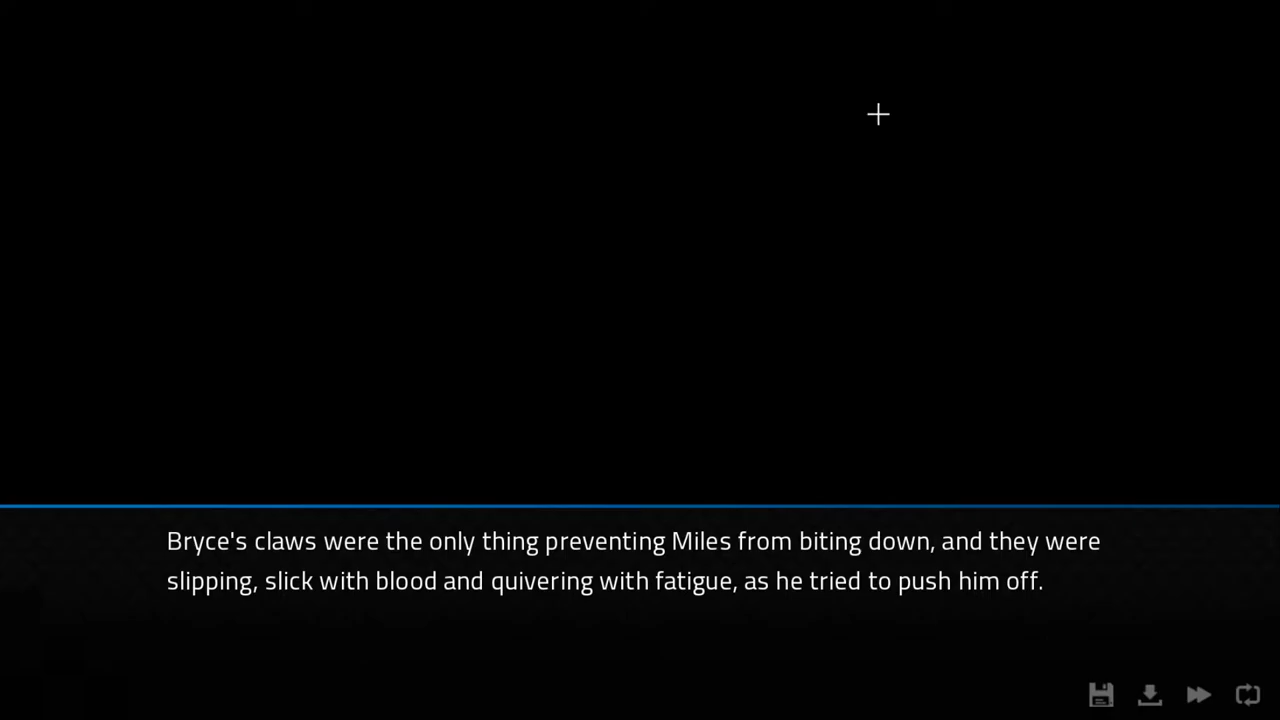 Bryce's claws were the only thing preventing Miles from biting down, and they were
slipping, slick with blood and quivering with fatigue, as he tried to push him off.